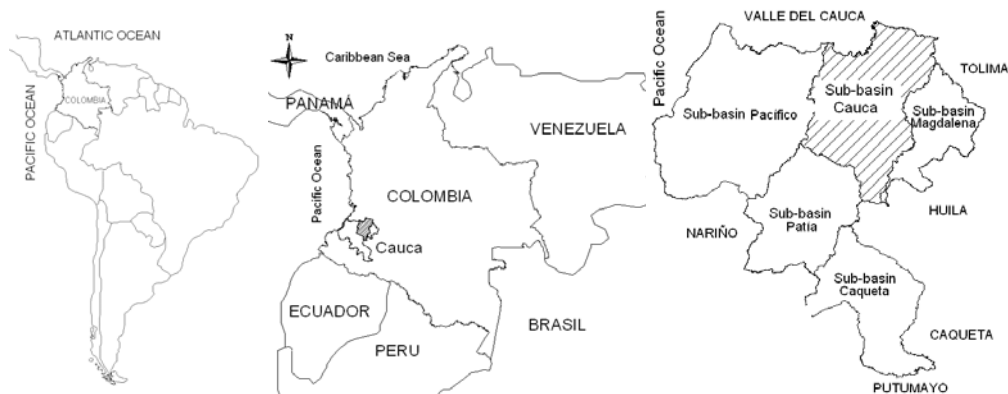 ATLANTIC OCEAN
COLOMBIA
PACIFIC OCEAN
N
Caribbean Sea
PANAMÁ
VENEZUELA
Pacific Ocean
COLOMBIA
Cauca
ECUADOR
PERU
BRASIL
Pacific Ocean
VALLE DEL CAUCA
TOLIMA
Sub-basin Pacífico
Sub-basin
Cauca
Sub-basin
Magdalena
HUILA
NARIÑO
Sub-basin
Patía
Sub-basin
Caqueta
CAQUETA
PUTUMAYO